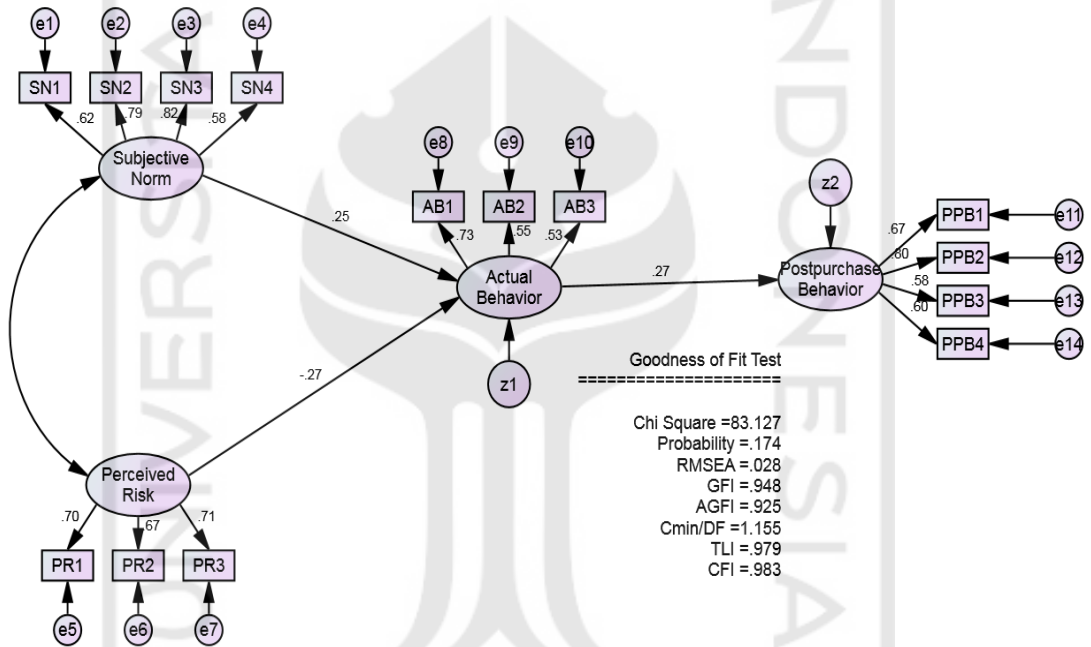 e1
e2
e3
e4
SN1
SN2
SN3
SN4
.62
.79
.82
.58
Subjective
Norm
e8
e9
e10
AB1
AB2
AB3
.73
.55
.53
z2
PPB1
e11
PPB2
e12
PPB3
e13
PPB4
e14
.67
.58
.60
.25
Actual
Behavior
.27
Postpurchase
Behavior
z1
-.27
Goodness of Fit Test
====================
Chi Square =83.127
Probability =.174
RMSEA =.028
GFI =.948
AGFI =.925
Cmin/DF =1.155
TLI =.979
CFI =.983
Perceived
Risk
.70
.67
.71
PR1
PR2
PR3
e5
e6
e7
INDONESIA